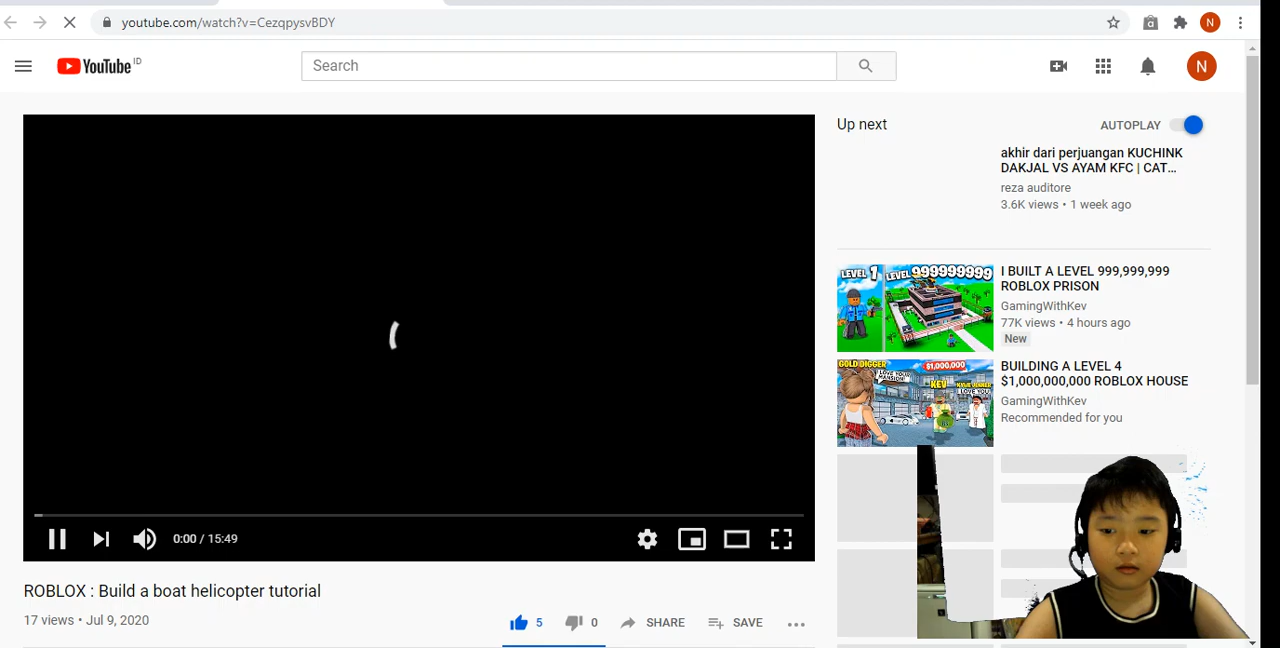 youtube.com/watch?v=CezqpysvBDY
N
YouTube ID
Search
N
Up next
AUTOPLAY
akhir dari perjuangan KUCHINK
DAKJAL VS AYAM KFC | CAT...
reza auditore
3.6K views • 1 week ago
LEVEL 1
LEVEL 999999999
I BUILT A LEVEL 999,999,999
ROBLOX PRISON
GamingWithKev
77K views • 4 hours ago
New
GOLD DIGGER
$1,000,000
KEV
BUILDING A LEVEL 4
$1,000,000,000 ROBLOX HOUSE
GamingWithKev
Recommended for you
0:00 / 15:49
ROBLOX : Build a boat helicopter tutorial
17 views • Jul 9, 2020
5
0
SHARE
SAVE